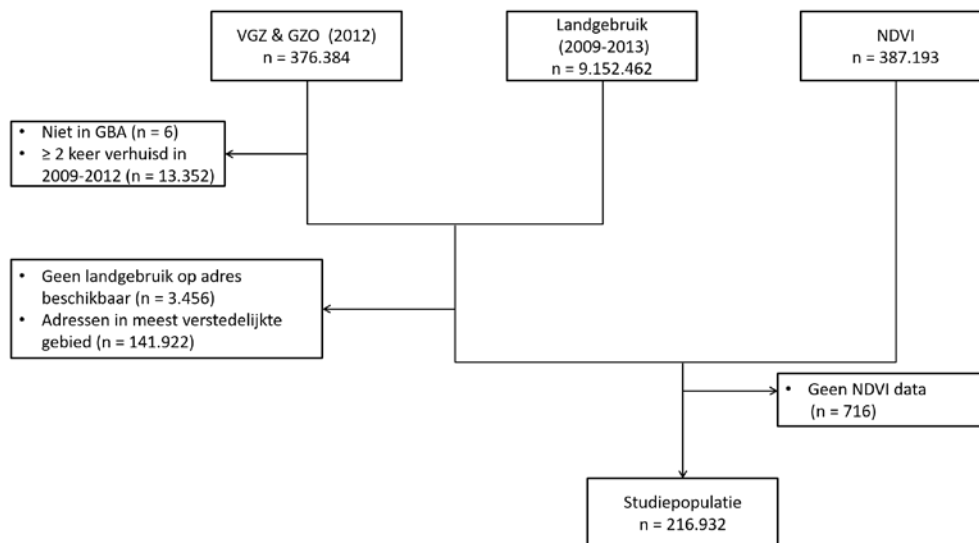 VGZ & GZO (2012)
n = 376.384
Landgebruik
(2009-2013)
n = 9.152.462
NDVI
n = 387.193
• Niet in GBA (n = 6)
• ≥ 2 keer verhuisd in
2009-2012 (n = 13.352)
• Geen landgebruik op adres
beschikbaar (n = 3.456)
• Adressen in meest verstedelijkte
gebied (n = 141.922)
• Geen NDVI data
(n = 716)
Studiepopulatie
n = 216.932